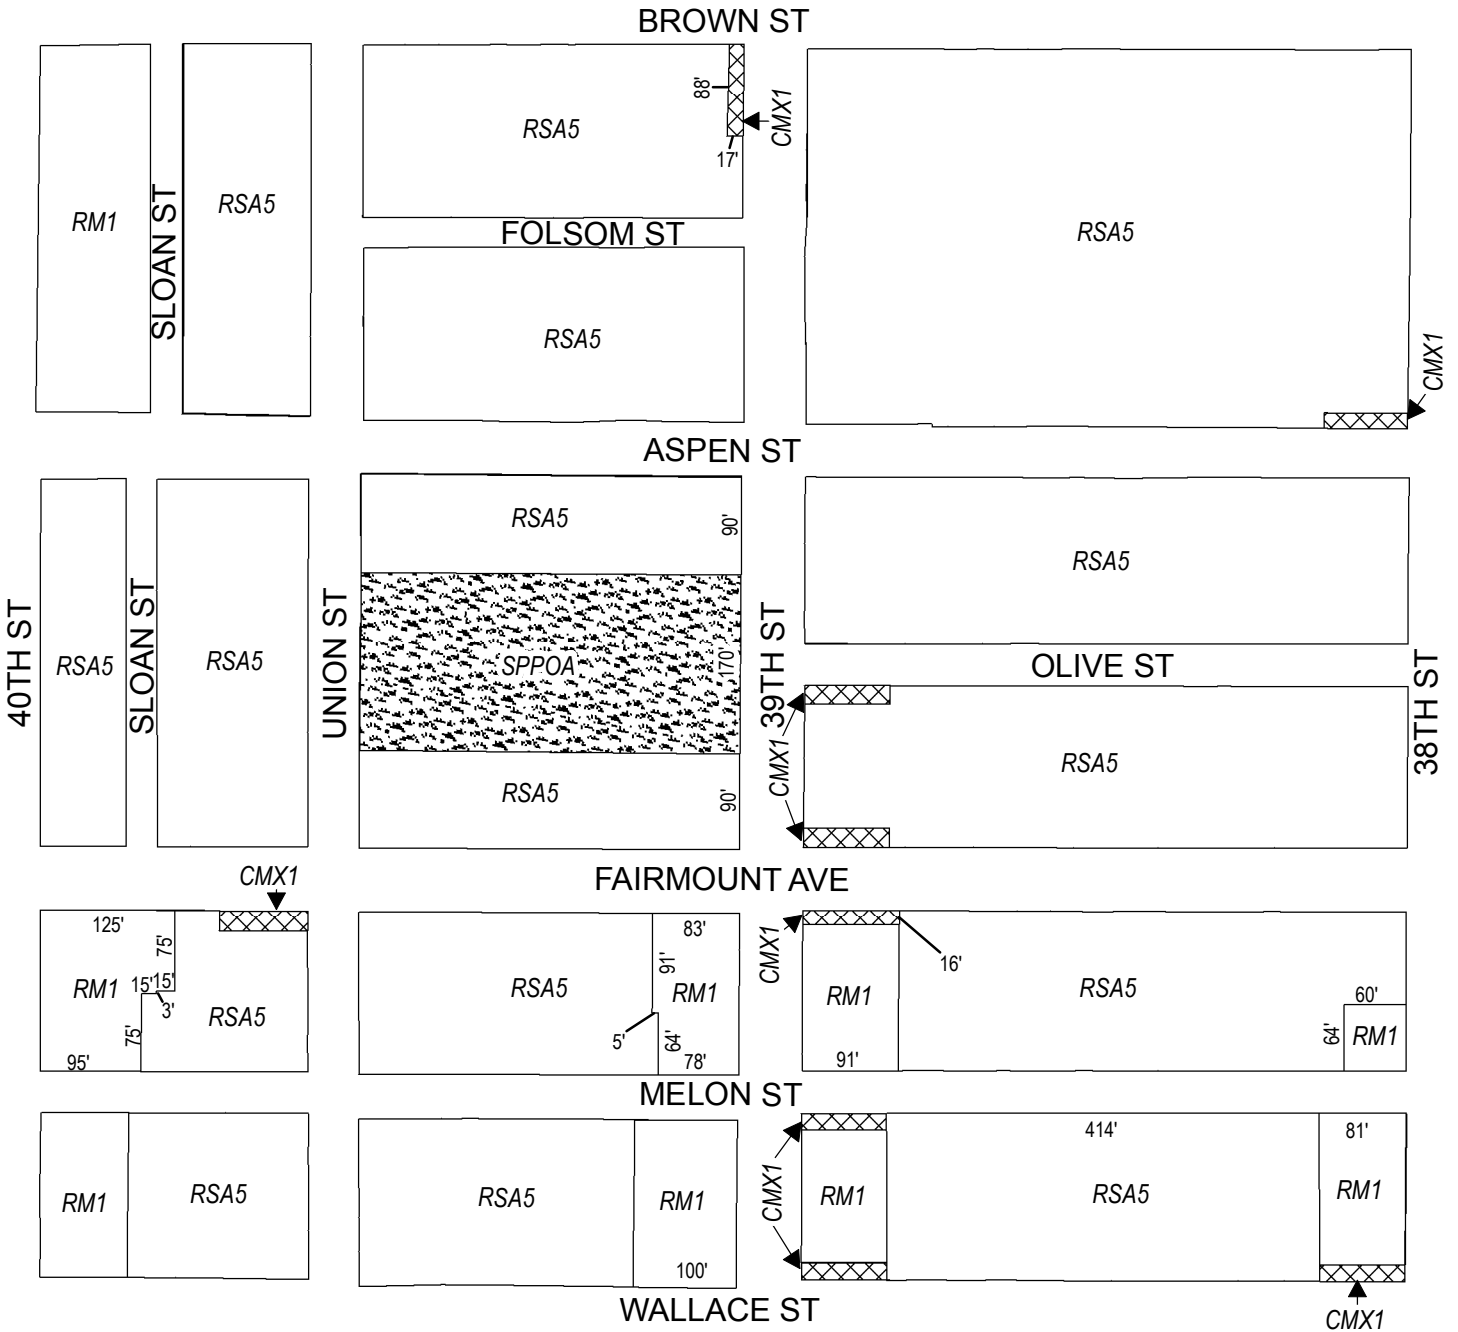 BROWN ST
RM1
SLOAN ST
RSA5
RSA5
88'
17'
CMX1
RSA5
FOLSOM ST
RSA5
CMX1
ASPEN ST
40TH ST
RSA5
SLOAN ST
RSA5
UNION ST
RSA5
90'
SPPOA
170'
RSA5
90'
39TH ST
RSA5
OLIVE ST
CMX1
RSA5
38TH ST
FAIRMOUNT AVE
CMX1
125'
75'
RM1
15'
15'
3'
75'
95'
RSA5
RSA5
83'
91'
RM1
5'
64'
78'
CMX1
16'
RM1
91'
RSA5
60'
64'
RM1
MELON ST
RM1
RSA5
RSA5
RM1
100'
CMX1
RM1
414'
RSA5
81'
RM1
CMX1
WALLACE ST